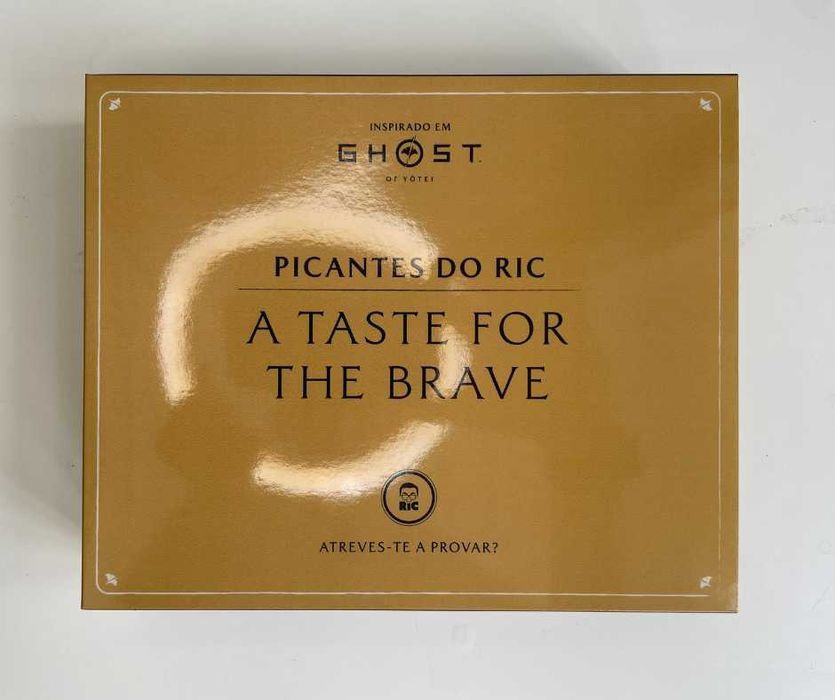 INSPIRADO EM
GHOST
OF YŌTEI
PICANTES DO RIC
A TASTE FOR
THE BRAVE
RIC
ATREVES-TE A PROVAR?